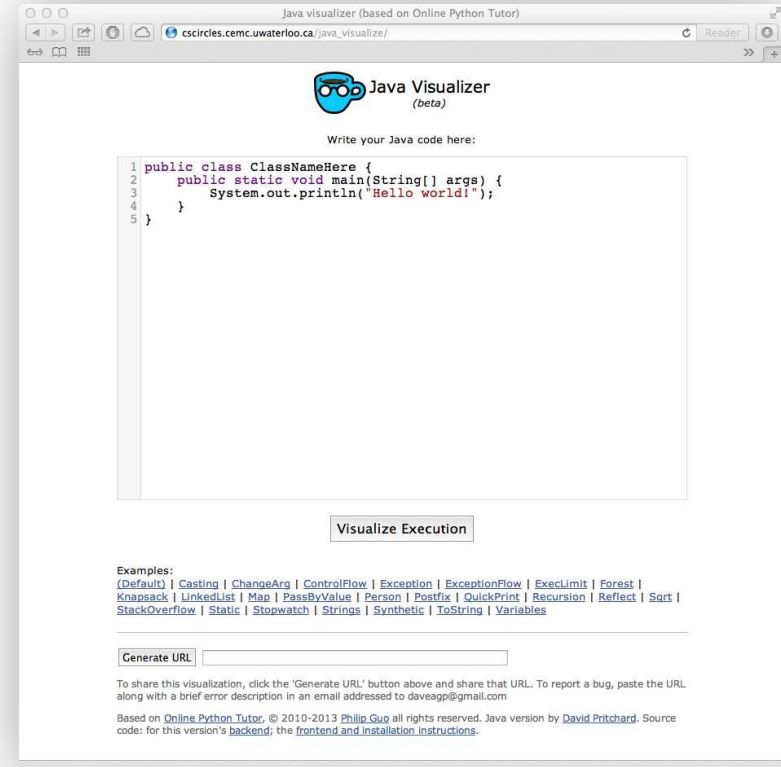 Java visualizer (based on Online Python Tutor)
cscircles.cemc.uwaterloo.ca/java_visualize/
Reader
Java Visualizer
(beta)
Write your Java code here:
1 public class ClassNameHere {
2     public static void main(String[] args) {
3         System.out.println("Hello world!");
4     }
5 }
Visualize Execution
Examples:
(Default) | Casting | ChangeArg | ControlFlow | Exception | ExceptionFlow | ExecLimit | Forest |
Knapsack | LinkedList | Map | PassByValue | Person | Postfix | QuickPrint | Recursion | Reflect | Sqrt |
StackOverflow | Static | Stopwatch | Strings | Synthetic | ToString | Variables
Generate URL
To share this visualization, click the 'Generate URL' button above and share that URL. To report a bug, paste the URL
along with a brief error description in an email addressed to daveagp@gmail.com
Based on Online Python Tutor, © 2010-2013 Philip Guo all rights reserved. Java version by David Pritchard. Source
code: for this version's backend; the frontend and installation instructions.